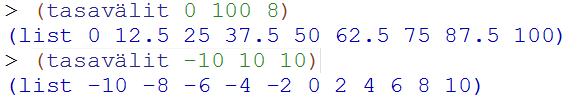 > (tasavälit 0 100 8)
(list 0 12.5 25 37.5 50 62.5 75 87.5 100)
> (tasavälit -10 10 10)
(list -10 -8 -6 -4 -2 0 2 4 6 8 10)